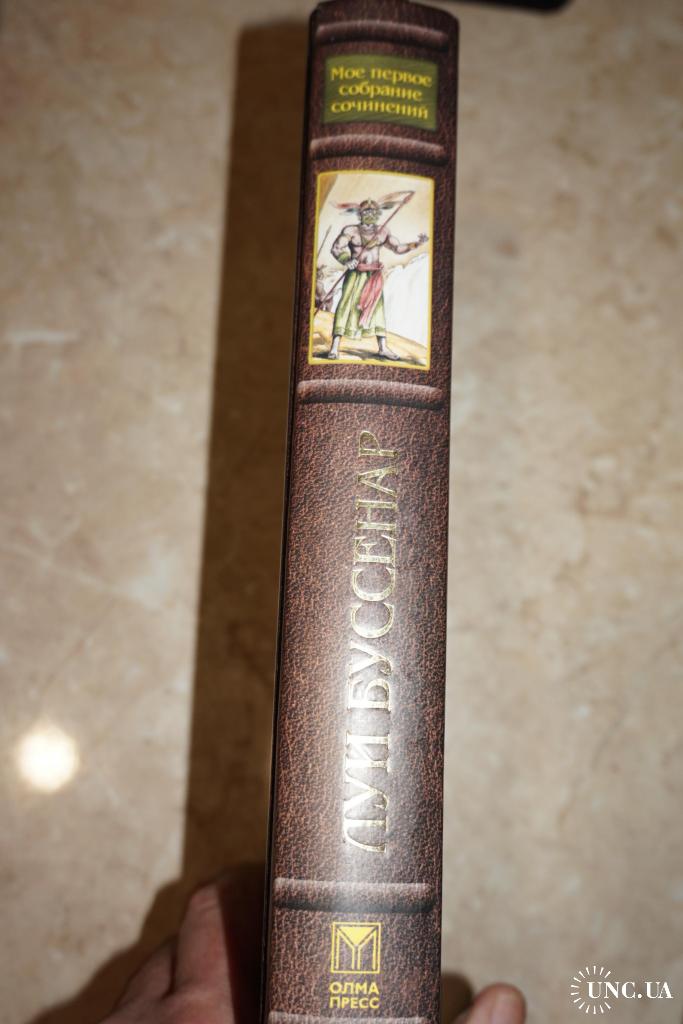 Мое первое
собрание
сочинений
ЛУИ БУССЕНАР
ОЛМА
ПРЕСС
UNC.UA